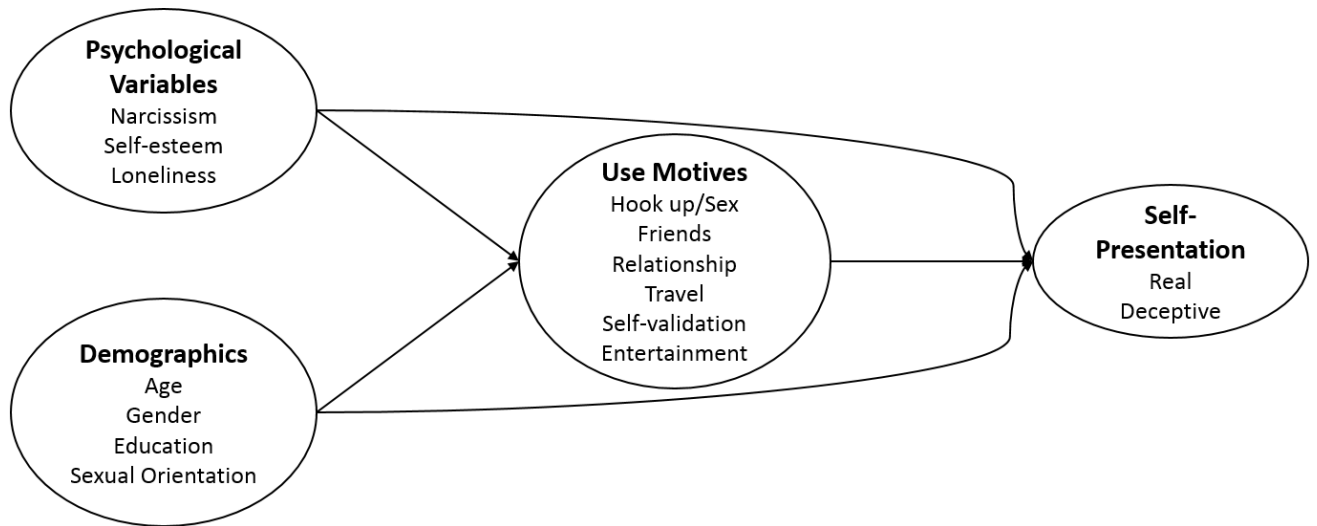 Psychological
Variables
Narcissism
Self-esteem
Loneliness
Use Motives
Hook up/Sex
Friends
Relationship
Travel
Self-validation
Entertainment
Self-
Presentation
Real
Deceptive
Demographics
Age
Gender
Education
Sexual Orientation